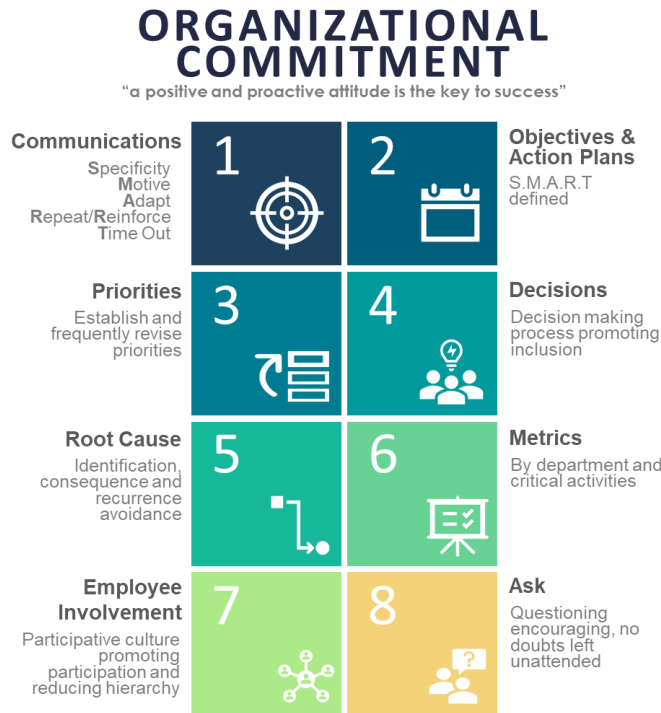 ORGANIZATIONAL
COMMITMENT
“a positive and proactive attitude is the key to success”
Communications
Specificity
Motive
Adapt
Repeat/Reinforce
Time Out
1
2
Objectives &
Action Plans
S.M.A.R.T
defined
Priorities
Establish and
frequently revise
priorities
3
4
Decisions
Decision making
process promoting
inclusion
Root Cause
Identification,
consequence and
recurrence
avoidance
5
6
Metrics
By department and
critical activities
Employee
Involvement
Participative culture
promoting
participation and
reducing hierarchy
7
8
?
Ask
Questioning
encouraging, no
doubts left
unattended